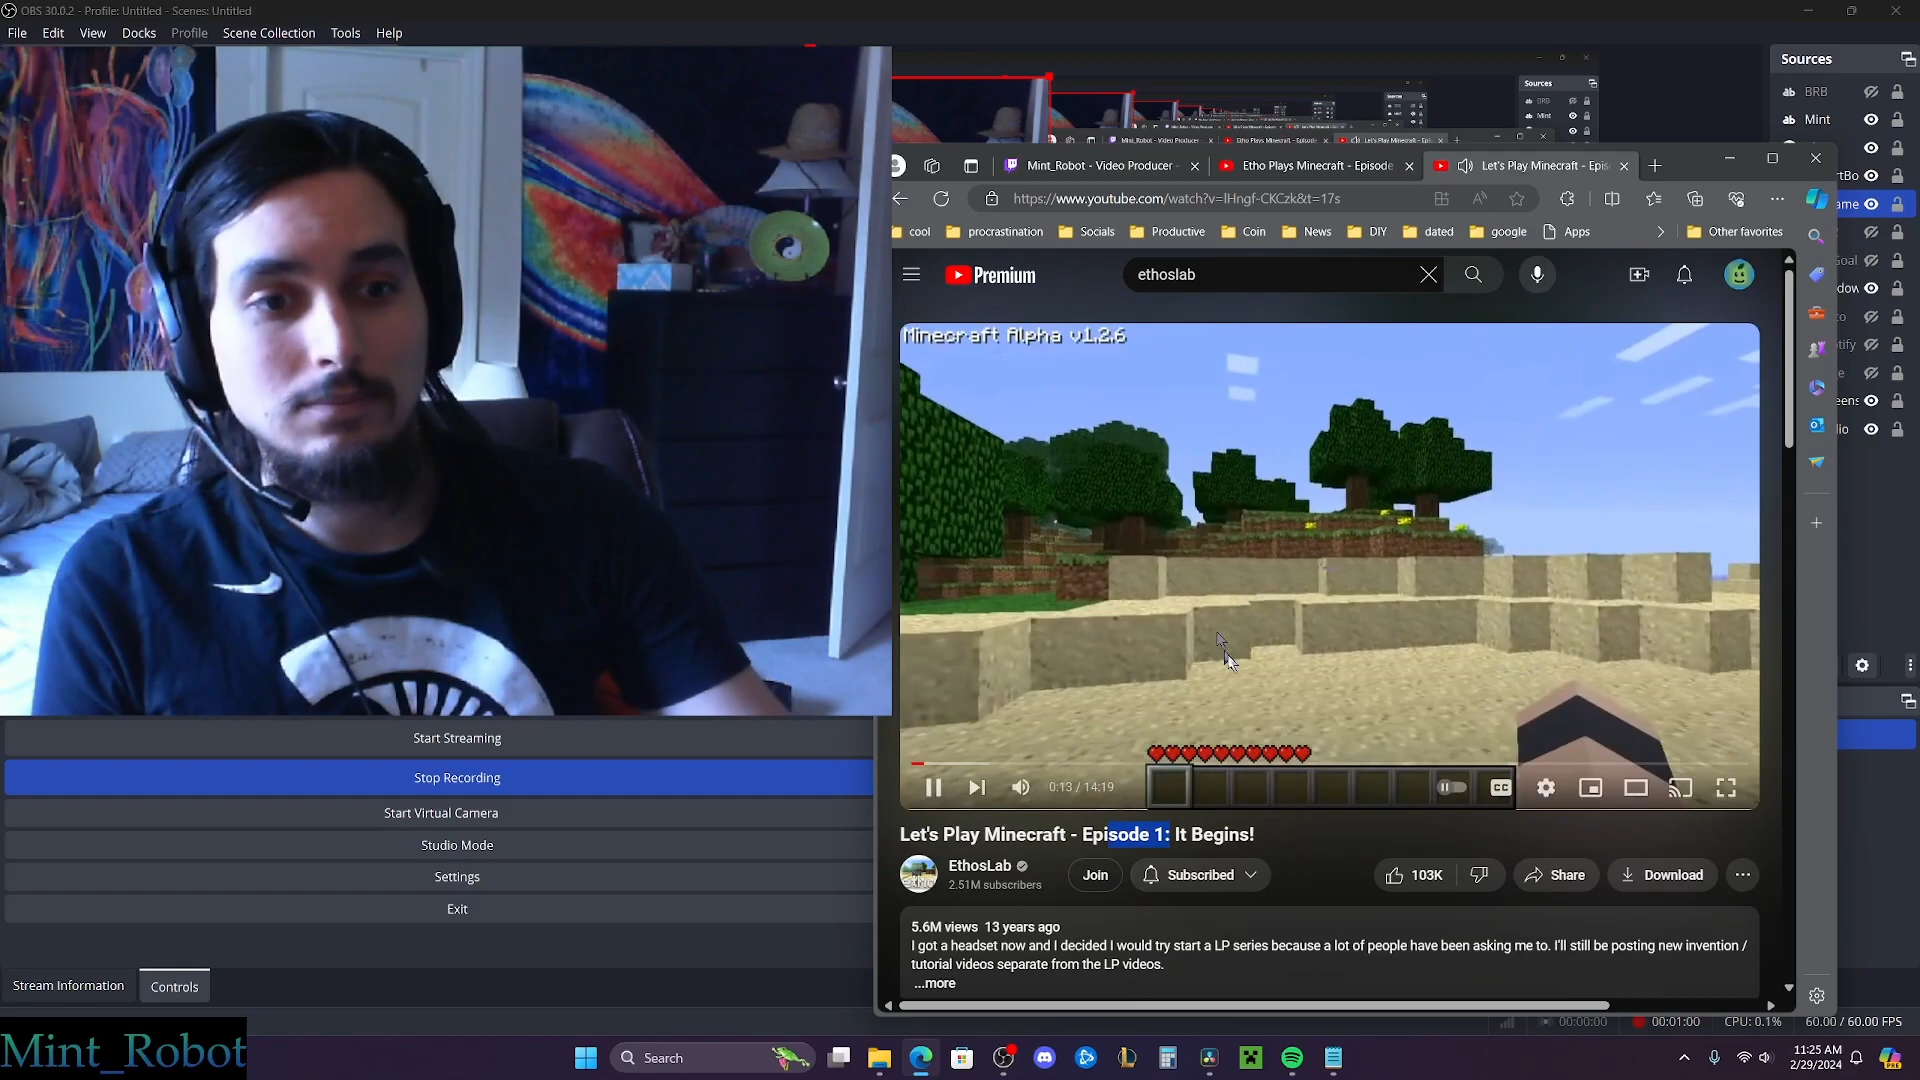 OBS 30.0.2 - Profile: Untitled - Scenes: Untitled
File Edit View Docks Profile Scene Collection Tools Help
Sources
BRB
Mint
Mint_Robot - Video Producer - Etho Plays Minecraft - Episode Let's Play Minecraft - Epis
https://www.youtube.com/watch?v=IHngf-CKCzk&t=17s
cool procrastination Socials Productive Coin News DIY dated google Apps Other favorites
Premium
ethoslab
Minecraft Alpha v1.2.6
0:13 / 14:19
CC
Let's Play Minecraft - Episode 1: It Begins!
EthosLab
2.51M subscribers
Join
Subscribed
103K
Share
Download
5.6M views 13 years ago
I got a headset now and I decided I would try start a LP series because a lot of people have been asking me to. I'll still be posting new invention /
tutorial videos separate from the LP videos.
...more
Start Streaming
Stop Recording
Start Virtual Camera
Studio Mode
Settings
Exit
Stream Information Controls
00:00:00 00:01:00 CPU: 0.1% 60.00 / 60.00 FPS
Mint_Robot
Search
11:25 AM
2/29/2024